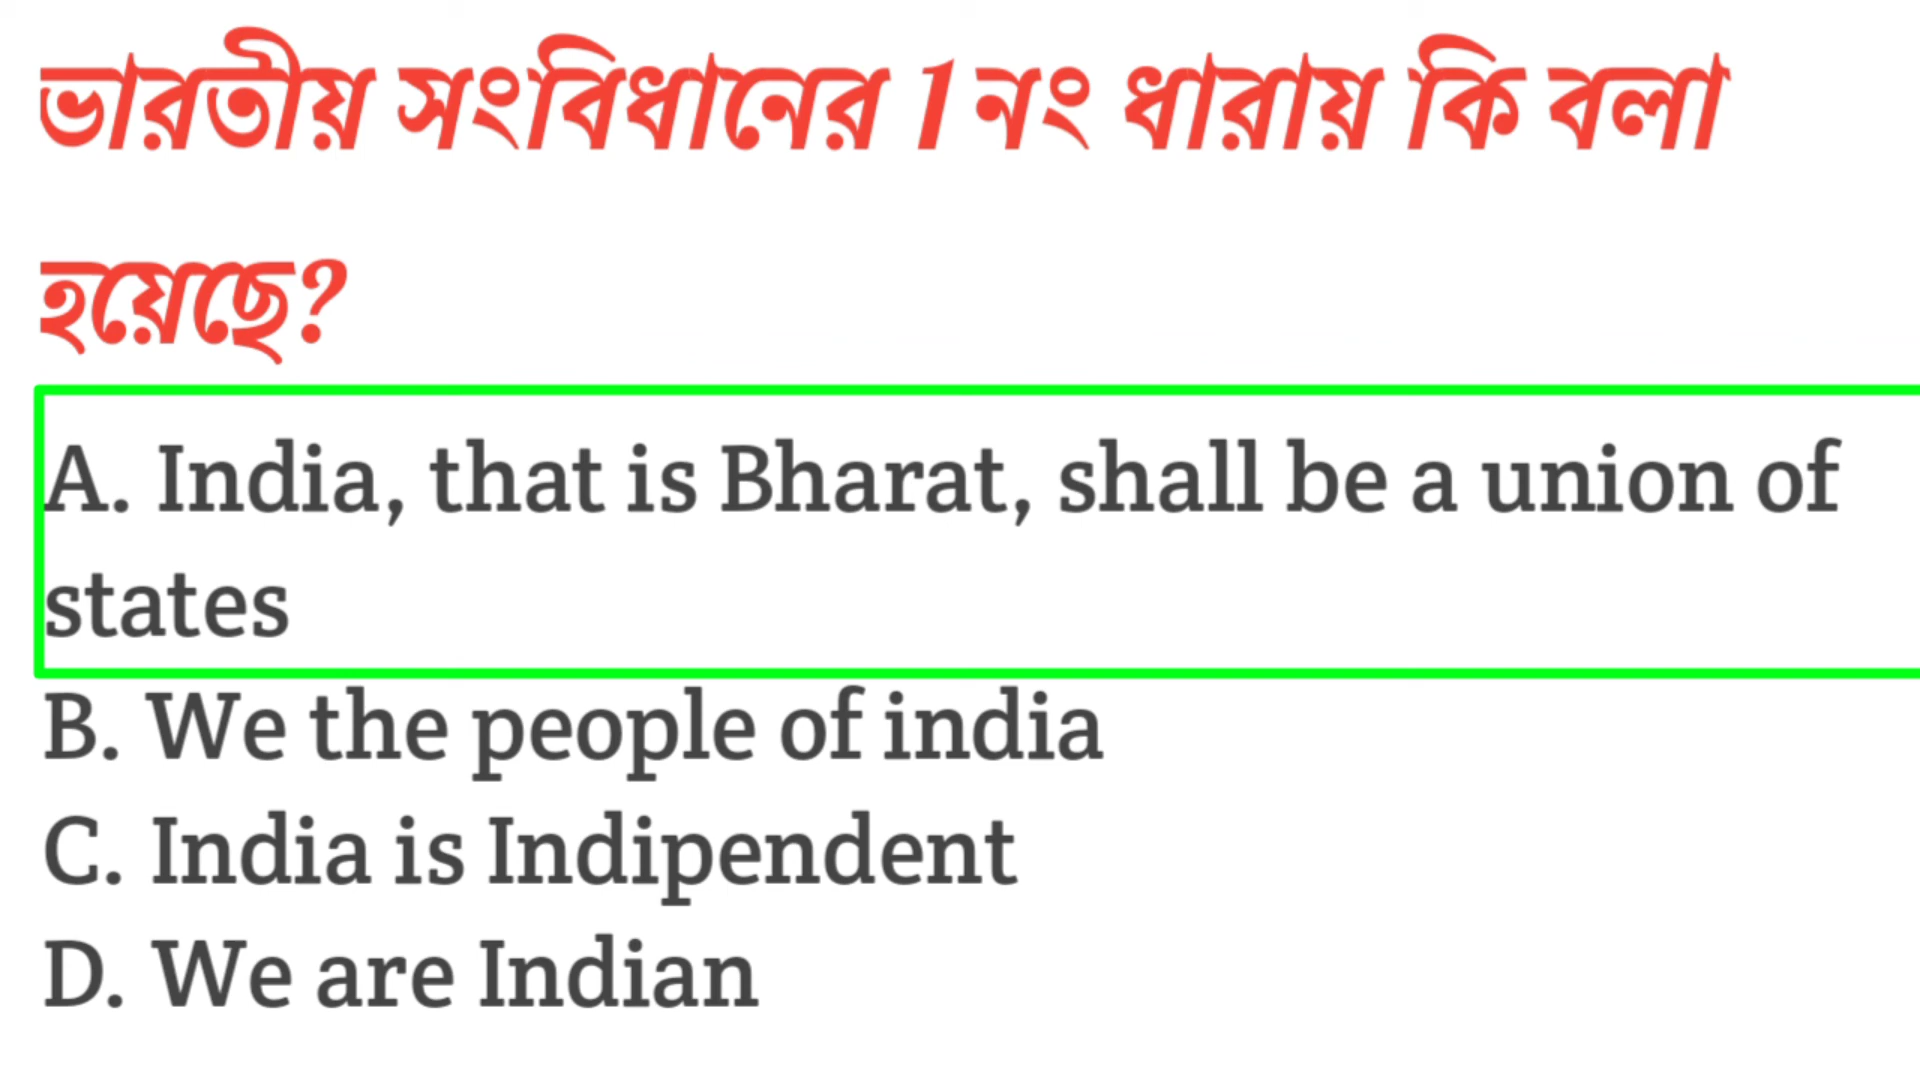 ভারতীয় সংবিধানের 1 নং ধারায় কি বলা
হয়েছে?
A. India, that is Bharat, shall be a union of
states
B. We the people of india
C. India is Indipendent
D. We are Indian